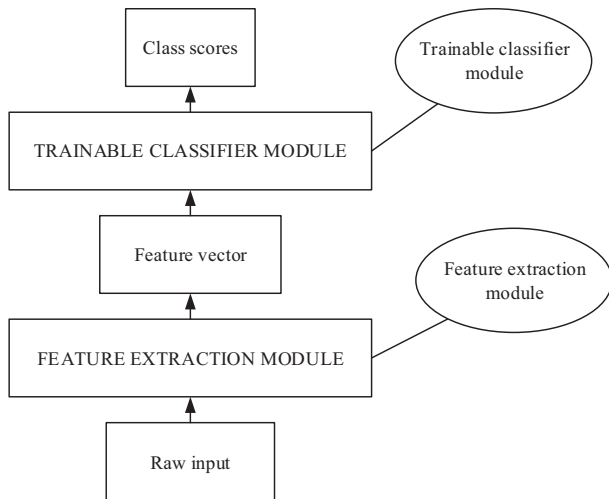 Class scores
Trainable classifier
module
TRAINABLE CLASSIFIER MODULE
Feature vector
Feature extraction
module
FEATURE EXTRACTION MODULE
Raw input